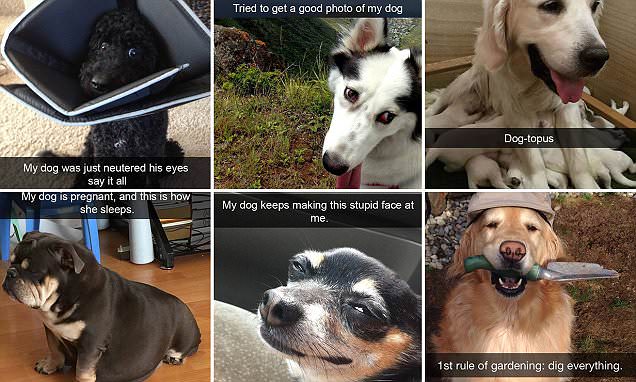 My dog was just neutered his eyes
say it all
Tried to get a good photo of my dog
Dog-topus
My dog is pregnant, and this is how
she sleeps.
My dog keeps making this stupid face at
me.
1st rule of gardening: dig everything.